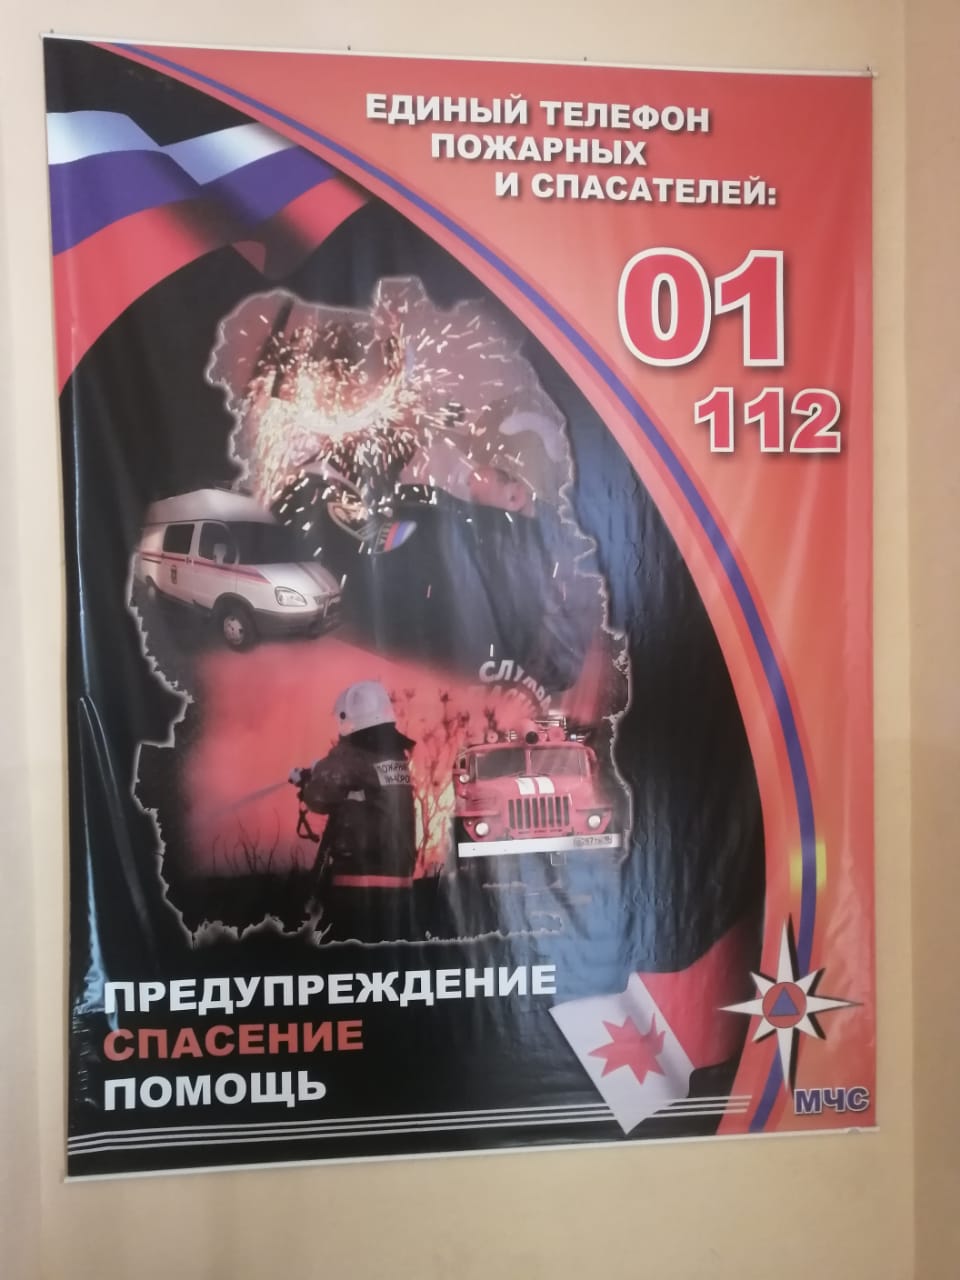 ЕДИНЫЙ ТЕЛЕФОН
ПОЖАРНЫХ
И СПАСАТЕЛЕЙ:
01
112
ПРЕДУПРЕЖДЕНИЕ
СПАСЕНИЕ
ПОМОЩЬ
МЧС